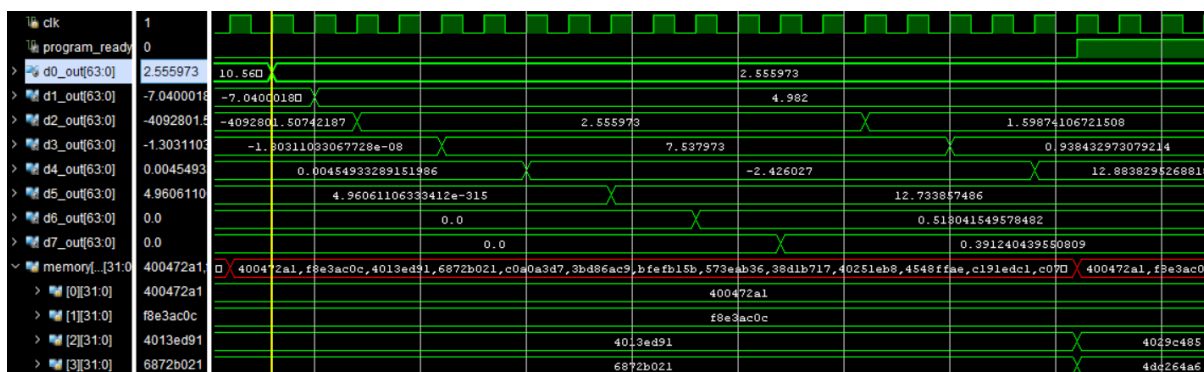 clk 1
program_ready 0
d0_out[63:0] 2.555973 10.56 2.555973
d1_out[63:0] -7.0400018 -7.0400018 4.982
d2_out[63:0] -4092801.5 -4092801.50742187 2.555973 1.59874106721508
d3_out[63:0] -1.3031103 -1.30311033067728e-08 7.537973 0.938432973079214
d4_out[63:0] 0.0045493 0.00454933289151986 -2.426027 12.883829526881
d5_out[63:0] 4.9606110 4.96061106333412e-315 12.733857486
d6_out[63:0] 0.0 0.0 0.518041549578482
d7_out[63:0] 0.0 0.0 0.391240439550809
memory[...][31:0 400472a1, 400472a1,f8e3ac0c,4013ed91,6872b021,c0a0a3d7,3bd86ac9,bfefb15b,573eab36,38d1b717,40251eb8,4548ffae,c191edc1,c07 400472a1,f8e3ac0
[0][31:0] 400472a1 400472a1
[1][31:0] f8e3ac0c f8e3ac0c
[2][31:0] 4013ed91 4013ed91 4029c485
[3][31:0] 6872b021 6872b021 4dc264a6